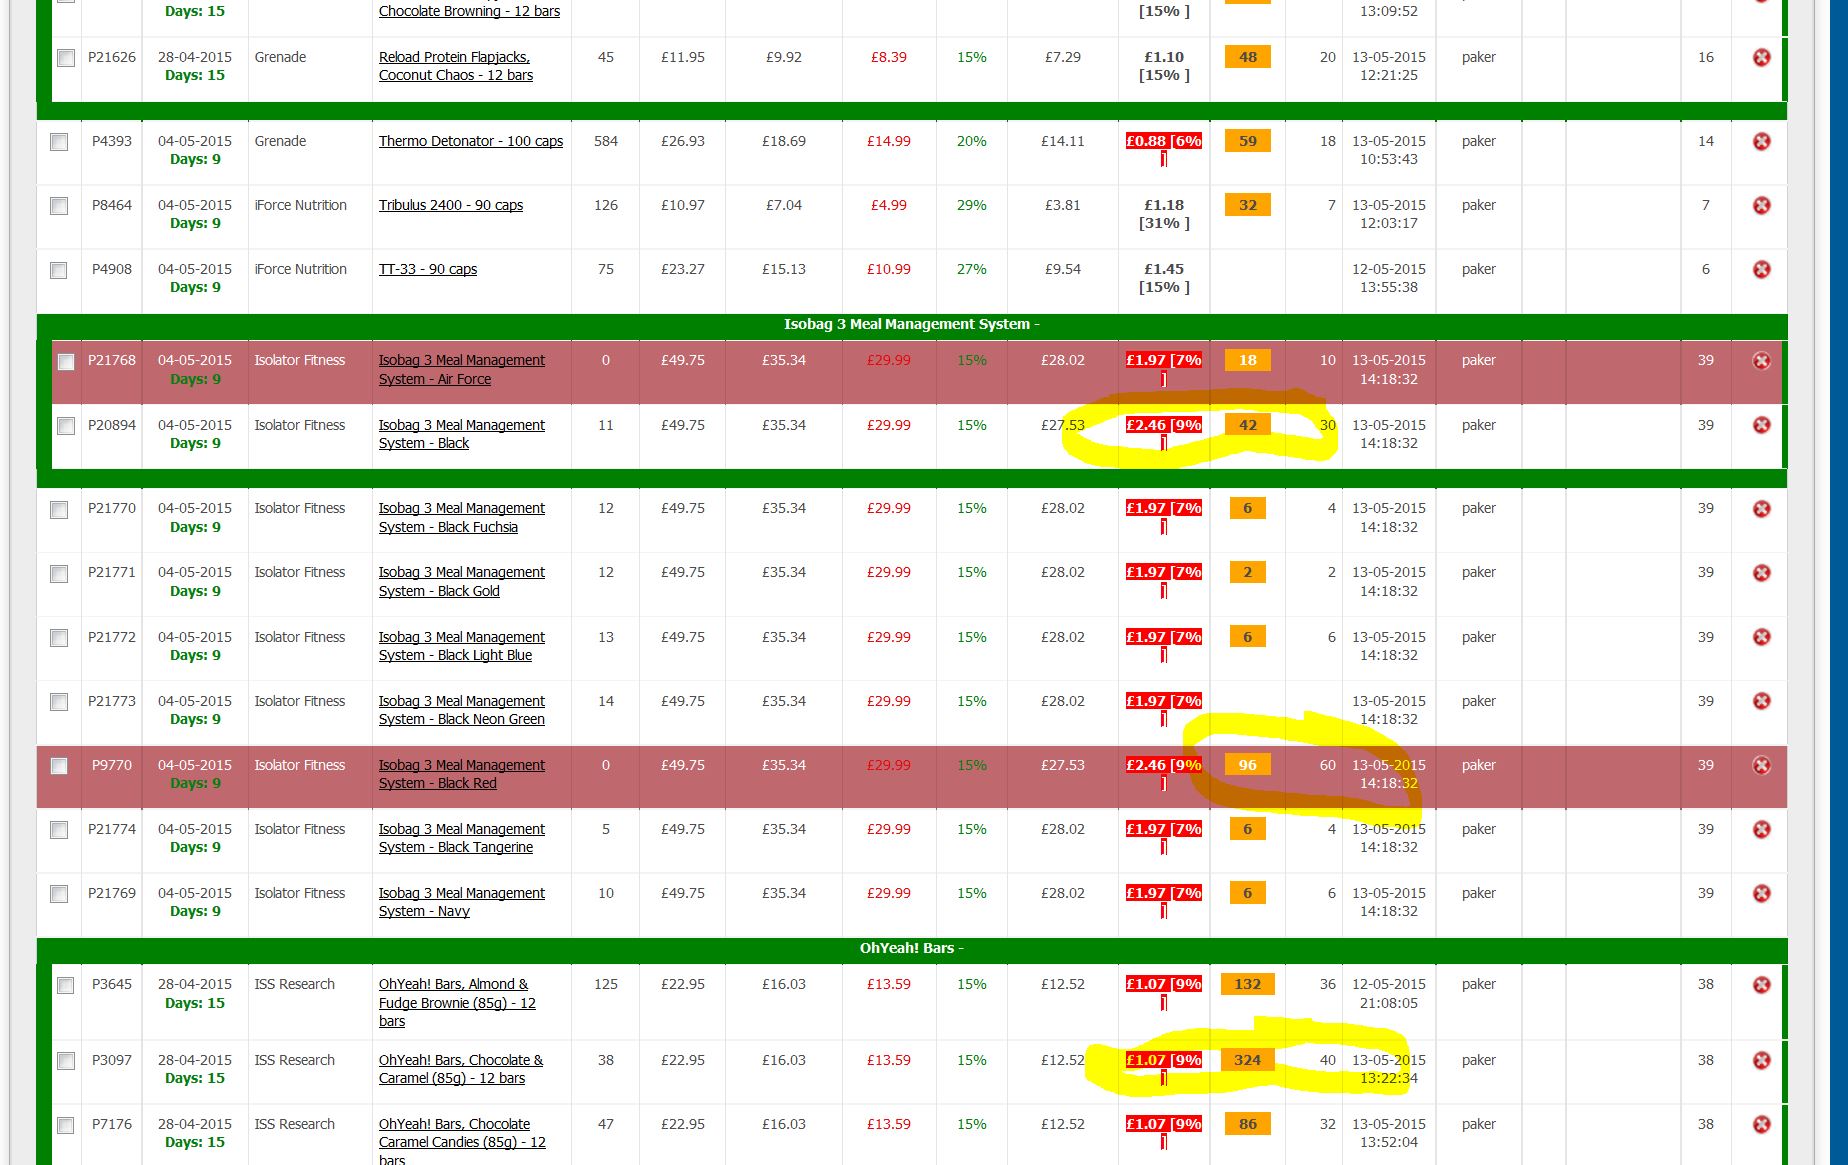 Chocolate Browning - 12 bars
Days: 15
[15% ]
13:09:52
P21626 28-04-2015 Grenade Reload Protein Flapjacks, 45 £11.95 £9.92 £8.39 15% £7.29 £1.10 48 20 13-05-2015 paker 16
Days: 15 Coconut Chaos - 12 bars [15% ] 12:21:25
P4393 04-05-2015 Grenade Thermo Detonator - 100 caps 584 £26.93 £18.69 £14.99 20% £14.11 £0.88 [6% 59 18 13-05-2015 paker 14
Days: 9 ] 10:53:43
P8464 04-05-2015 iForce Nutrition Tribulus 2400 - 90 caps 126 £10.97 £7.04 £4.99 29% £3.81 £1.18 32 7 13-05-2015 paker 7
Days: 9 [31% ] 12:03:17
P4908 04-05-2015 iForce Nutrition TT-33 - 90 caps 75 £23.27 £15.13 £10.99 27% £9.54 £1.45 12-05-2015 paker 6
Days: 9 [15% ] 13:55:38
Isobag 3 Meal Management System -
P21768 04-05-2015 Isolator Fitness Isobag 3 Meal Management 0 £49.75 £35.34 £29.99 15% £28.02 £1.97 [7% 18 10 13-05-2015 paker 39
Days: 9 System - Air Force ] 14:18:32
P20894 04-05-2015 Isolator Fitness Isobag 3 Meal Management 11 £49.75 £35.34 £29.99 15% £27.53 £2.46 [9% 42 30 13-05-2015 paker 39
Days: 9 System - Black ] 14:18:32
P21770 04-05-2015 Isolator Fitness Isobag 3 Meal Management 12 £49.75 £35.34 £29.99 15% £28.02 £1.97 [7% 6 4 13-05-2015 paker 39
Days: 9 System - Black Fuchsia ] 14:18:32
P21771 04-05-2015 Isolator Fitness Isobag 3 Meal Management 12 £49.75 £35.34 £29.99 15% £28.02 £1.97 [7% 2 2 13-05-2015 paker 39
Days: 9 System - Black Gold ] 14:18:32
P21772 04-05-2015 Isolator Fitness Isobag 3 Meal Management 13 £49.75 £35.34 £29.99 15% £28.02 £1.97 [7% 6 6 13-05-2015 paker 39
Days: 9 System - Black Light Blue ] 14:18:32
P21773 04-05-2015 Isolator Fitness Isobag 3 Meal Management 14 £49.75 £35.34 £29.99 15% £28.02 £1.97 [7% 13-05-2015 paker 39
Days: 9 System - Black Neon Green ] 14:18:32
P9770 04-05-2015 Isolator Fitness Isobag 3 Meal Management 0 £49.75 £35.34 £29.99 15% £27.53 £2.46 [9% 96 60 13-05-2015 paker 39
Days: 9 System - Black Red ] 14:18:32
P21774 04-05-2015 Isolator Fitness Isobag 3 Meal Management 5 £49.75 £35.34 £29.99 15% £28.02 £1.97 [7% 6 4 13-05-2015 paker 39
Days: 9 System - Black Tangerine ] 14:18:32
P21769 04-05-2015 Isolator Fitness Isobag 3 Meal Management 10 £49.75 £35.34 £29.99 15% £28.02 £1.97 [7% 6 6 13-05-2015 paker 39
Days: 9 System - Navy ] 14:18:32
OhYeah! Bars -
P3645 28-04-2015 ISS Research OhYeah! Bars, Almond & 125 £22.95 £16.03 £13.59 15% £12.52 £1.07 [9% 132 36 12-05-2015 paker 38
Days: 15 Fudge Brownie (85g) - 12 ] 21:08:05
bars
P3097 28-04-2015 ISS Research OhYeah! Bars, Chocolate & 38 £22.95 £16.03 £13.59 15% £12.52 £1.07 [9% 324 40 13-05-2015 paker 38
Days: 15 Caramel (85g) - 12 bars ] 13:22:34
P7176 28-04-2015 ISS Research OhYeah! Bars, Chocolate 47 £22.95 £16.03 £13.59 15% £12.52 £1.07 [9% 86 32 13-05-2015 paker 38
Days: 15 Caramel Candies (85g) - 12 ] 13:52:04
bars